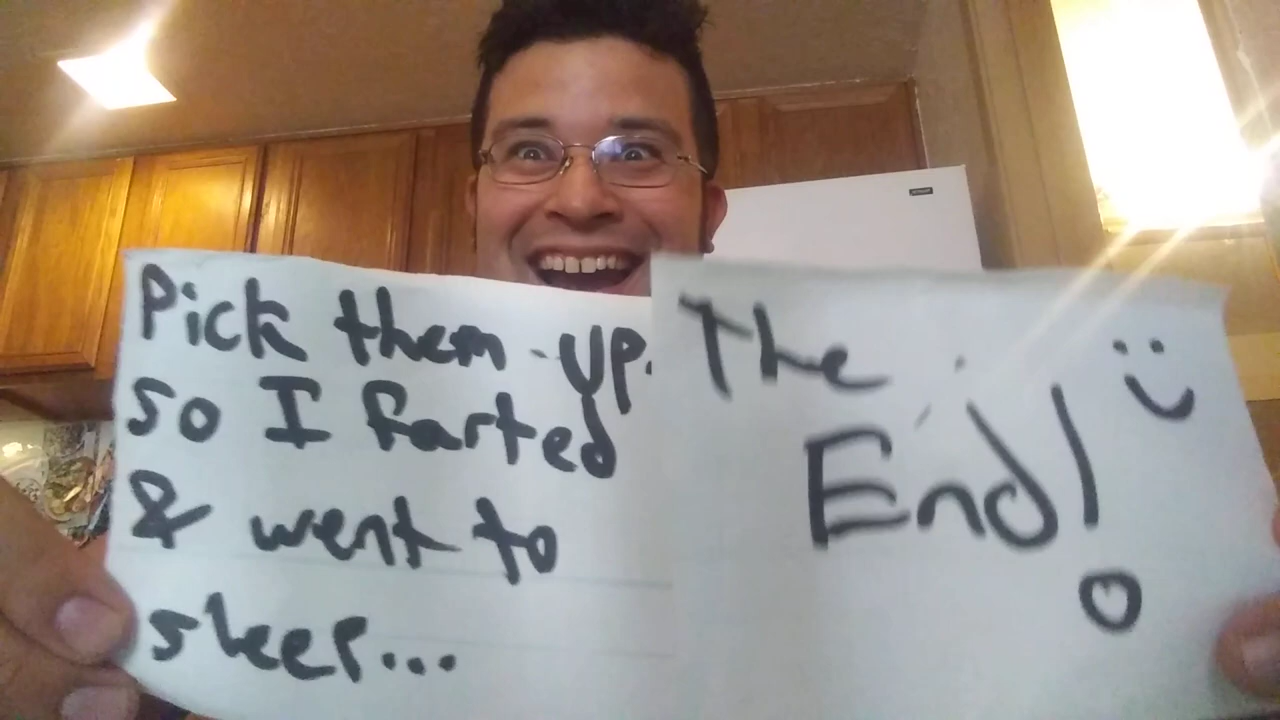 Pick them up.
so I farted
& went to
sleep...
The
End! :)